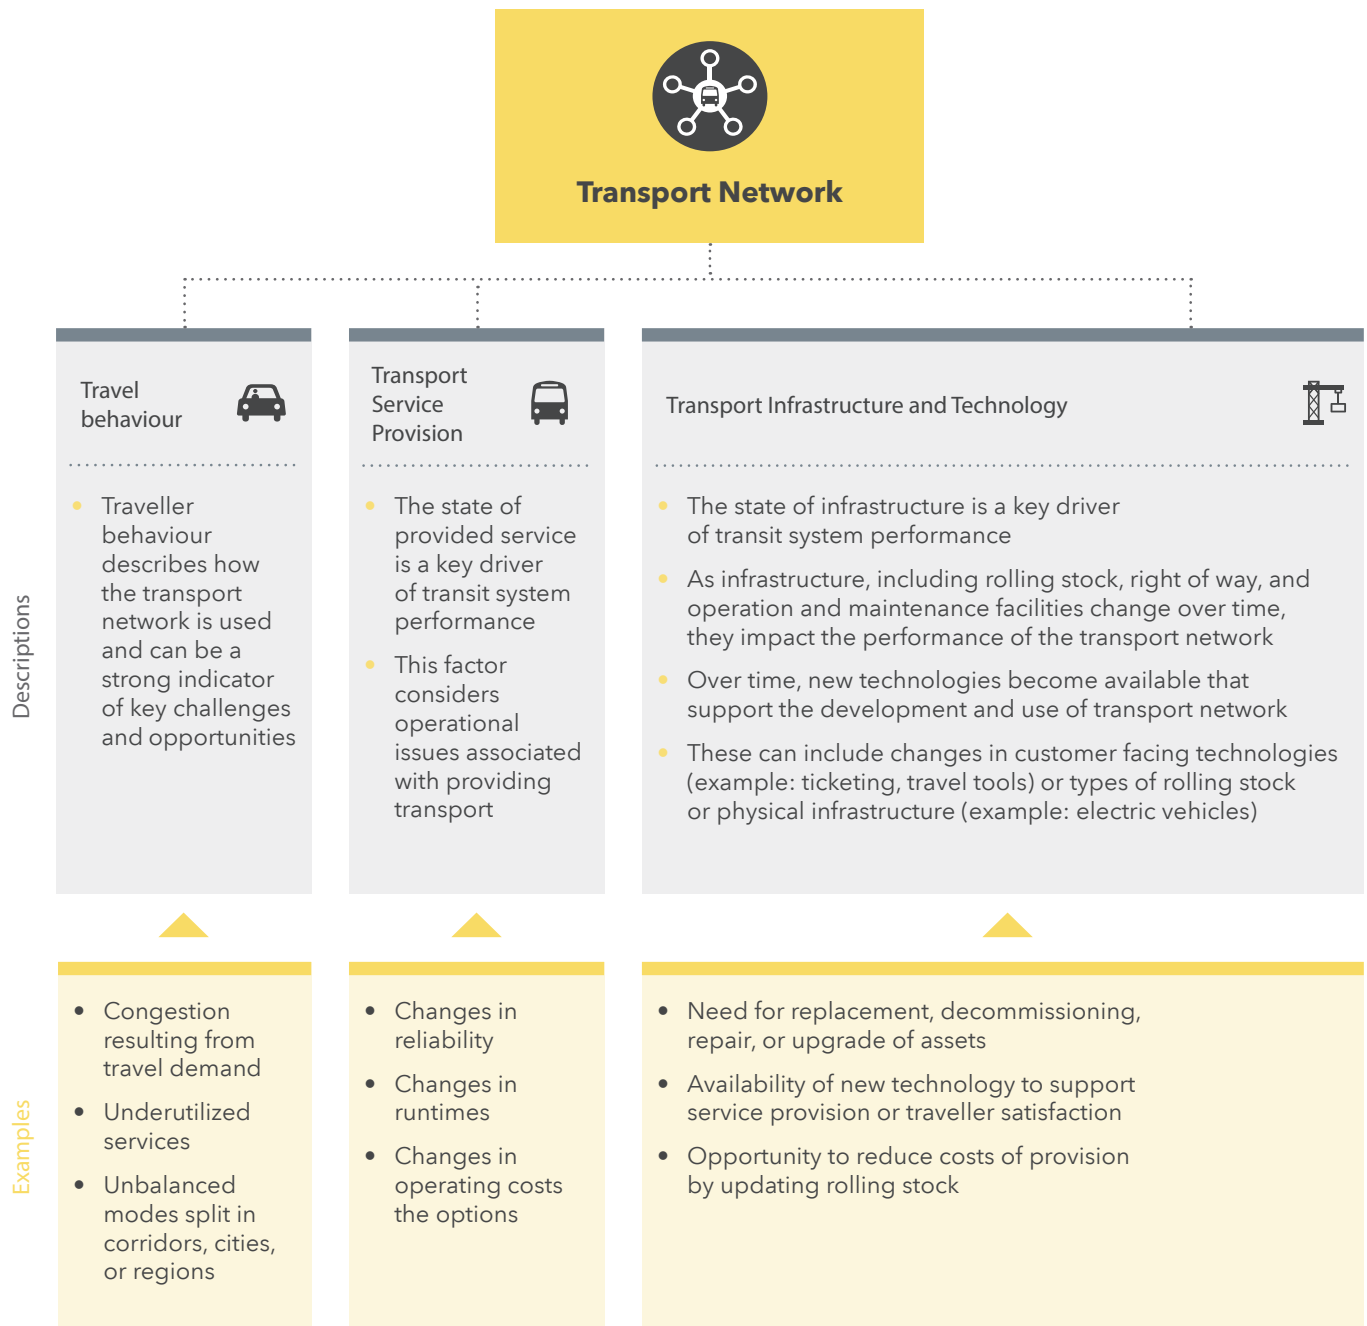 Transport Network
Travel
behaviour
Transport
Service
Provision
Transport Infrastructure and Technology
Descriptions
• Traveller
behaviour
describes how
the transport
network is used
and can be a
strong indicator
of key challenges
and opportunities
• The state of
provided service
is a key driver
of transit system
performance
• This factor
considers
operational
issues associated
with providing
transport
• The state of infrastructure is a key driver
of transit system performance
• As infrastructure, including rolling stock, right of way, and
operation and maintenance facilities change over time,
they impact the performance of the transport network
• Over time, new technologies become available that
support the development and use of transport network
• These can include changes in customer facing technologies
(example: ticketing, travel tools) or types of rolling stock
or physical infrastructure (example: electric vehicles)
Examples
• Congestion
resulting from
travel demand
• Underutilized
services
• Unbalanced
modes split in
corridors, cities,
or regions
• Changes in
reliability
• Changes in
runtimes
• Changes in
operating costs
the options
• Need for replacement, decommissioning,
repair, or upgrade of assets
• Availability of new technology to support
service provision or traveller satisfaction
• Opportunity to reduce costs of provision
by updating rolling stock